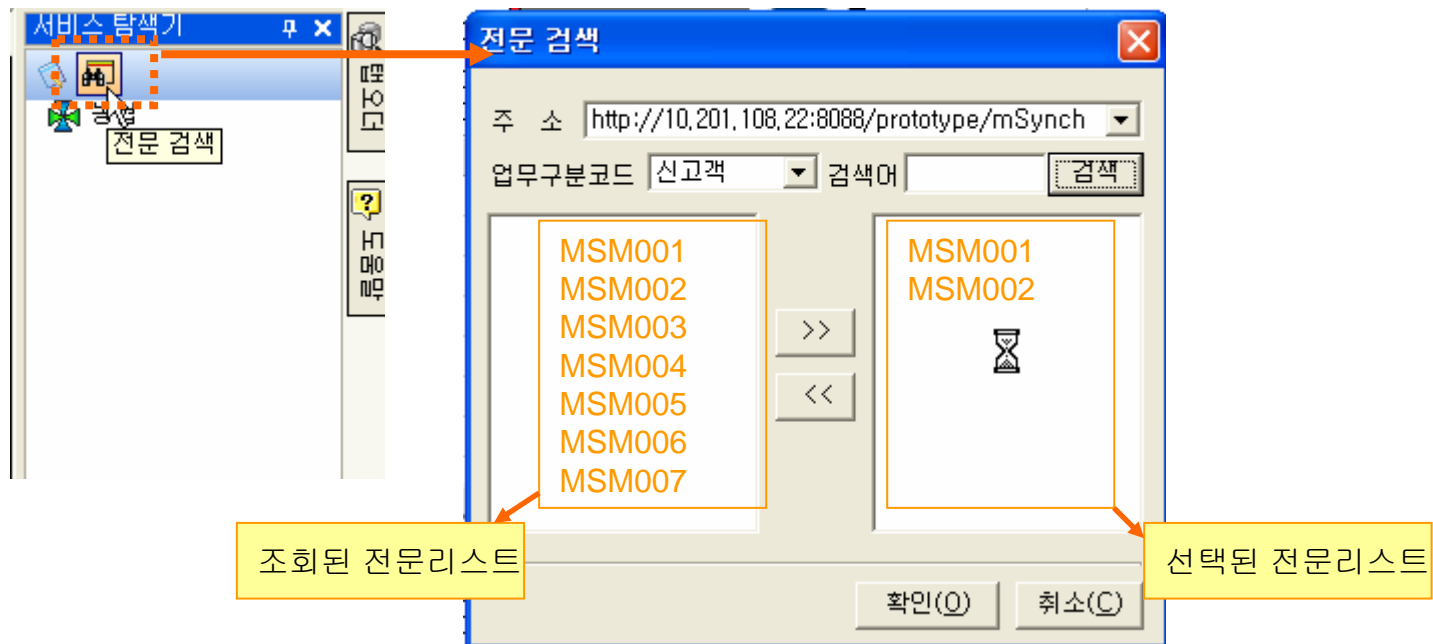 서비스 탐색기
전문 검색
전문 검색
주 소 http://10,201,108,22:8088/prototype/mSynch
업무구분코드 신고객 검색어 검색
MSM001
MSM002
MSM003
MSM004
MSM005
MSM006
MSM007
>>
<<
MSM001
MSM002
조회된 전문리스트
선택된 전문리스트
확인(O) 취소(C)